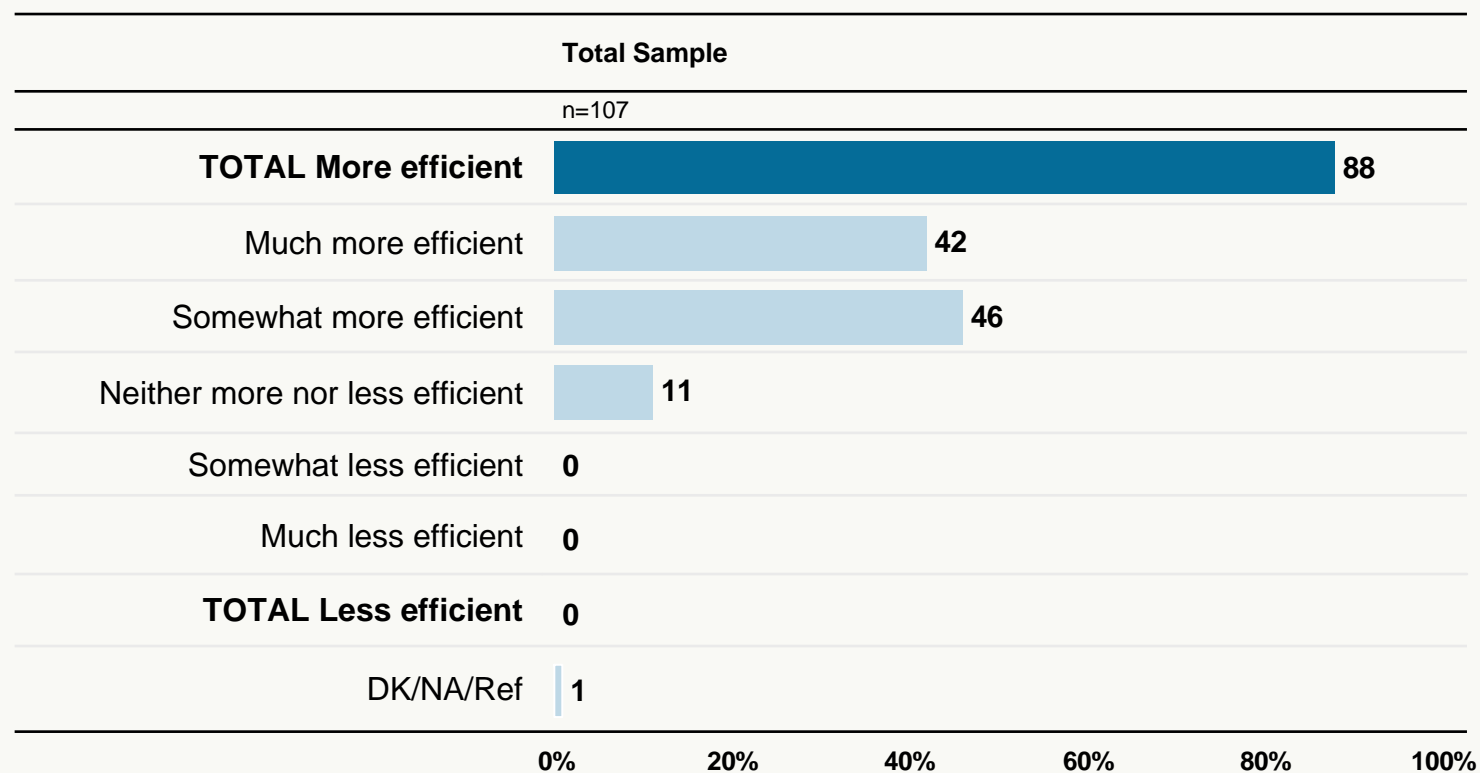 Total Sample
n=107
TOTAL More efficient 88
Much more efficient 42
Somewhat more efficient 46
Neither more nor less efficient 11
Somewhat less efficient 0
Much less efficient 0
TOTAL Less efficient 0
DK/NA/Ref 1
0% 20% 40% 60% 80% 100%